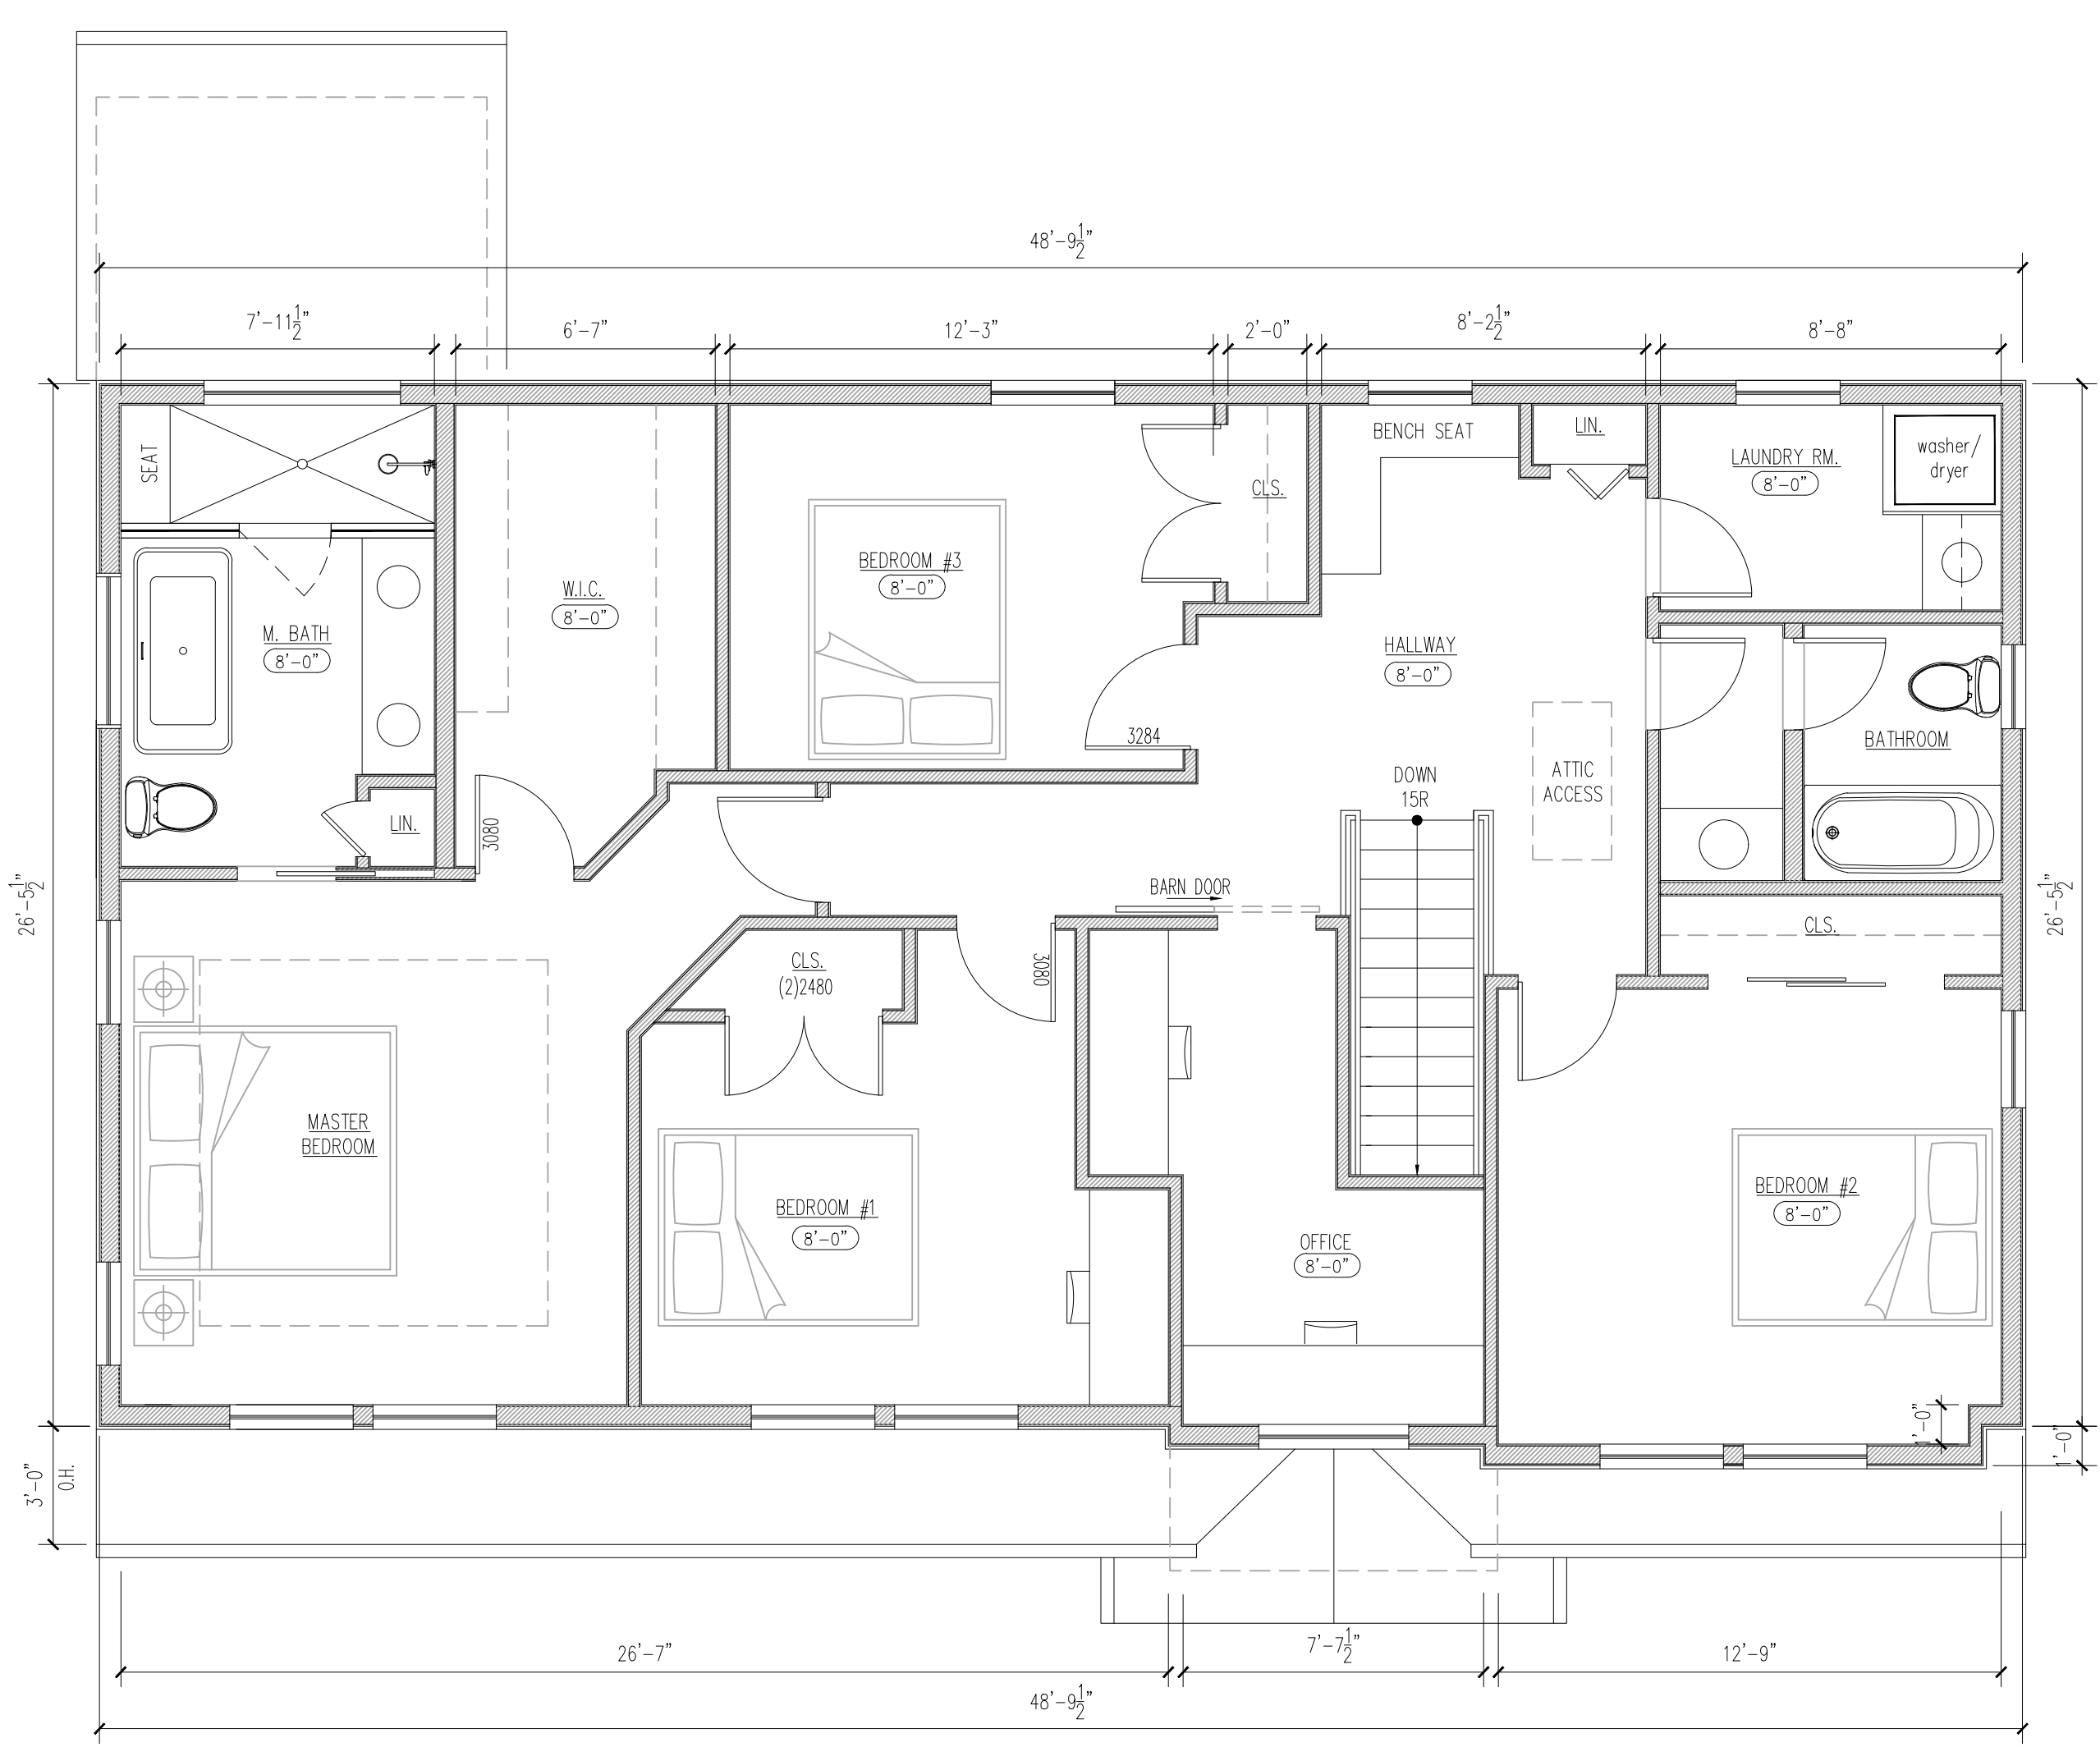 48'-9 1/2"
7'-11 1/2"
6'-7"
12'-3"
2'-0"
8'-2 1/2"
8'-8"
SEAT
BENCH SEAT
LIN.
LAUNDRY RM.
8'-0"
washer/
dryer
CLS.
BEDROOM #3
8'-0"
W.I.C.
8'-0"
M. BATH
8'-0"
HALLWAY
8'-0"
3284
BATHROOM
DOWN
15R
ATTIC
ACCESS
LIN.
3080
BARN DOOR
26'-5 1/2"
26'-5 1/2"
CLS.
CLS.
(2)2480
3080
MASTER
BEDROOM
BEDROOM #1
8'-0"
BEDROOM #2
8'-0"
OFFICE
8'-0"
1'-0"
1'-0"
3'-0"
O.H.
26'-7"
7'-7 1/2"
12'-9"
48'-9 1/2"